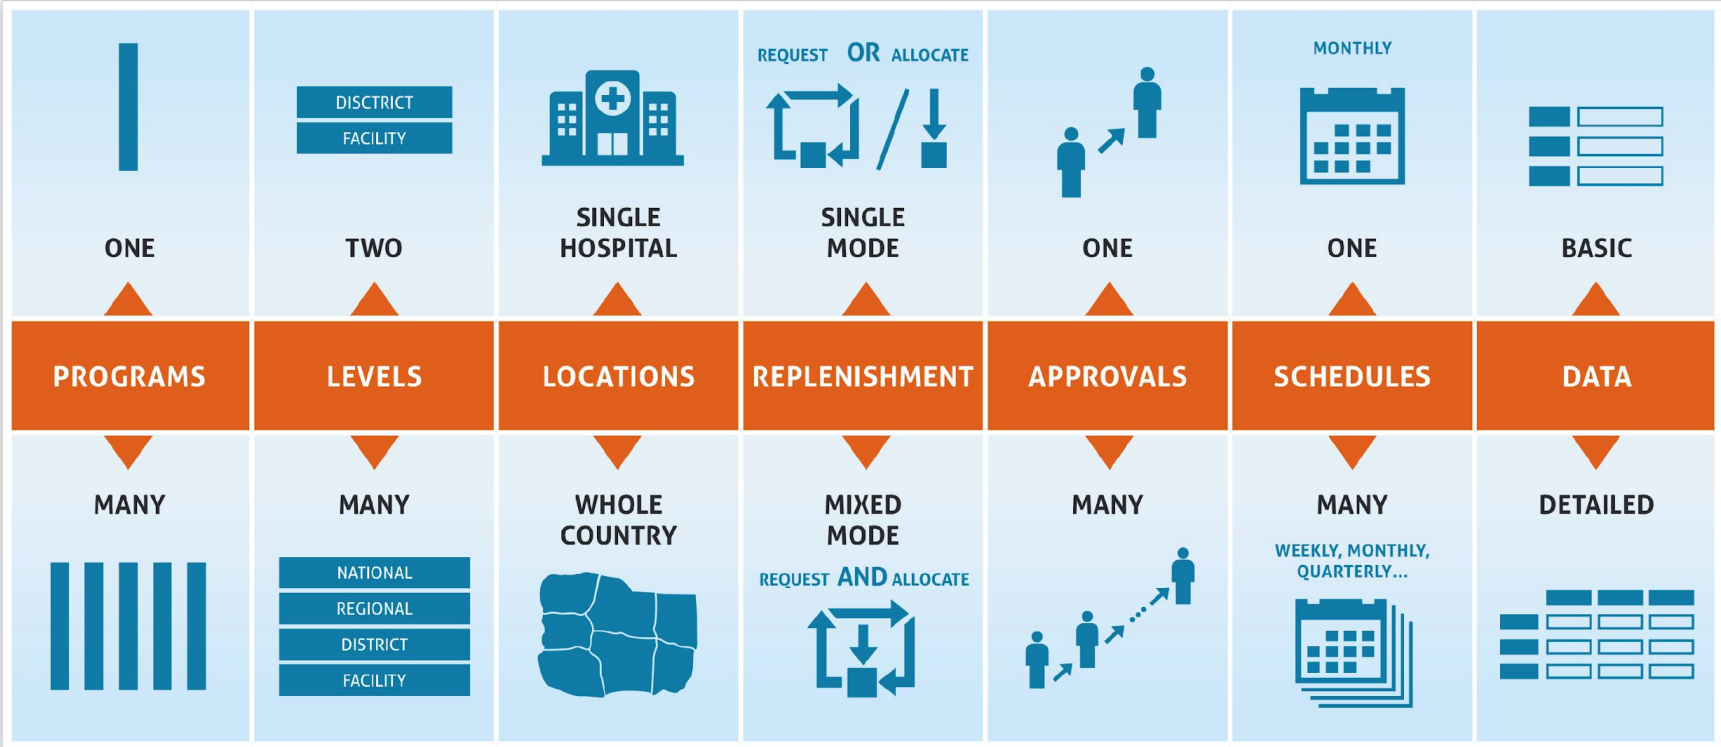 MONTHLY
REQUEST OR ALLOCATE
DISCTRICT
FACILITY
ONE
TWO
SINGLE
HOSPITAL
SINGLE
MODE
ONE
ONE
BASIC
PROGRAMS
LEVELS
LOCATIONS
REPLENISHMENT
APPROVALS
SCHEDULES
DATA
MANY
MANY
WHOLE
COUNTRY
MIXED
MODE
MANY
MANY
DETAILED
NATIONAL
REGIONAL
DISTRICT
FACILITY
REQUEST AND ALLOCATE
WEEKLY, MONTHLY,
QUARTERLY...